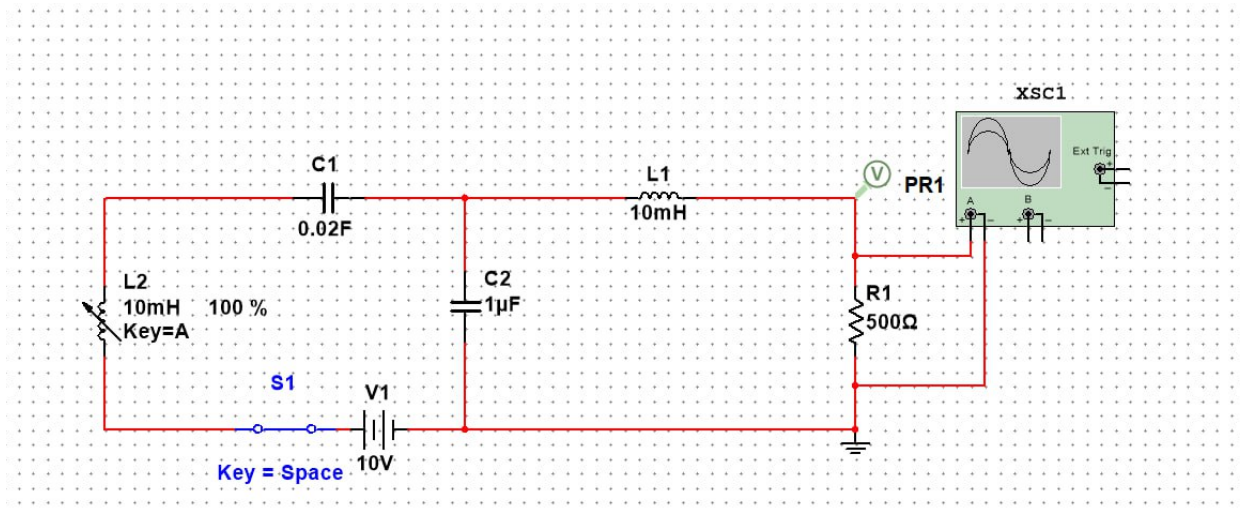 XSC1
Ext Trig
+
−
V
PR1
A
B
+
−
+
−
C1
0.02F
L1
10mH
L2
10mH 100 %
Key=A
C2
1µF
R1
500Ω
S1
V1
10V
Key = Space